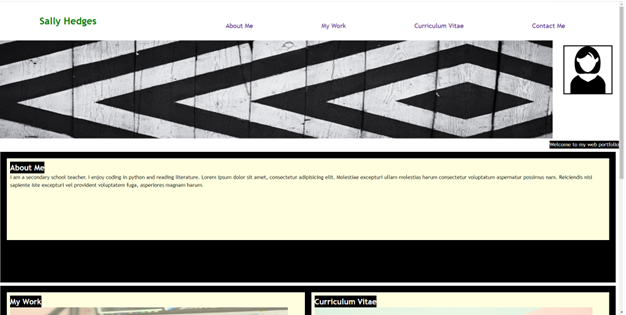 Sally Hedges
About Me
My Work
Curriculum Vitae
Contact Me
Welcome to my web portfolio
About Me
I am a secondary school teacher. I enjoy coding in python and reading literature. Lorem ipsum dolor sit amet, consectetur adipisicing elit. Molestiae excepturi ullam molestias harum consectetur voluptatum aspernatur possimus nam. Reiciendis nisi
sapiente iste excepturi vel provident voluptatem fuga, asperiores magnam harum.
My Work
Curriculum Vitae